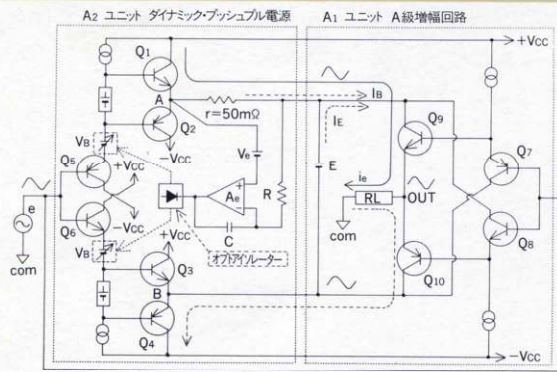 A2 ユニット ダイナミック・プッシュプル電源
A1 ユニット A級増幅回路
+VCC
Q1
A
r=50mΩ
IB
IE
Q2
-VCC
VB
Q5
+VCC
Ve
E
Q9
Q7
ie
RL
OUT
com
Ae
R
e
Q6
-VCC
C
Q8
com
VB
+VCC
オプトアイソレーター
Q3
Q10
B
Q4
-VCC